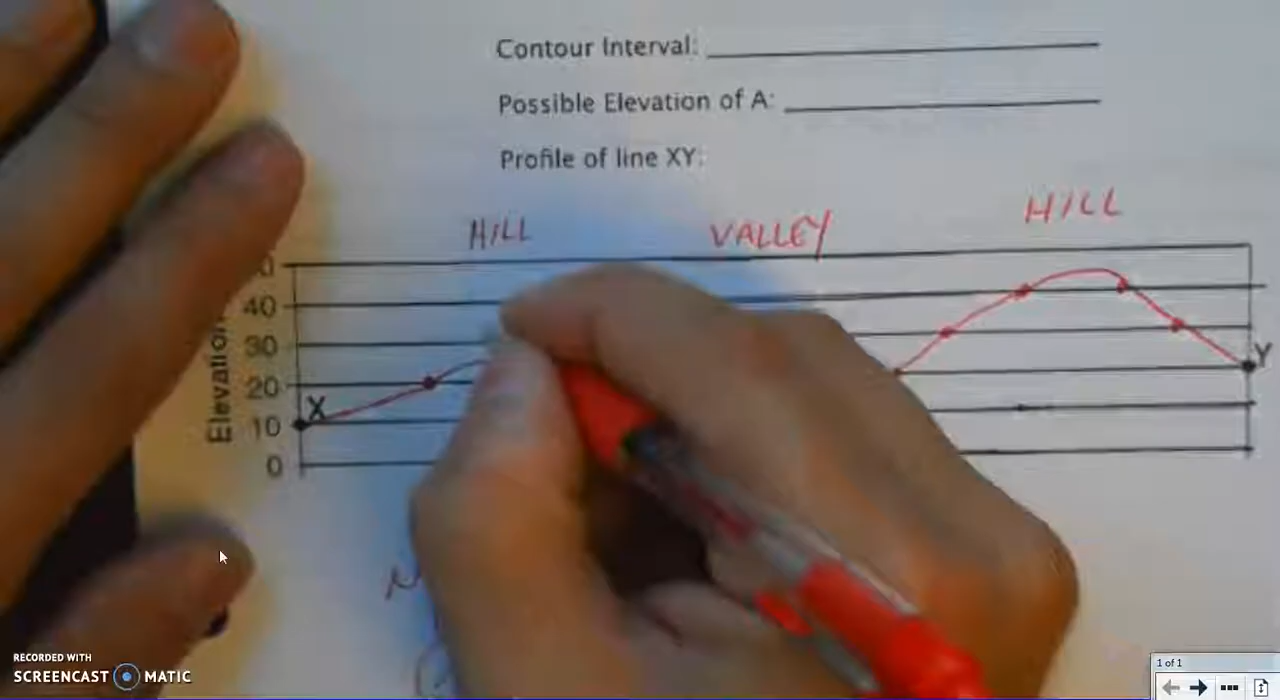 Contour Interval:
Possible Elevation of A:
Profile of line XY:
HILL VALLEY HILL
40
30
20
10
0
Elevation
X
Y
RECORDED WITH
SCREENCAST MATIC
1 of 1